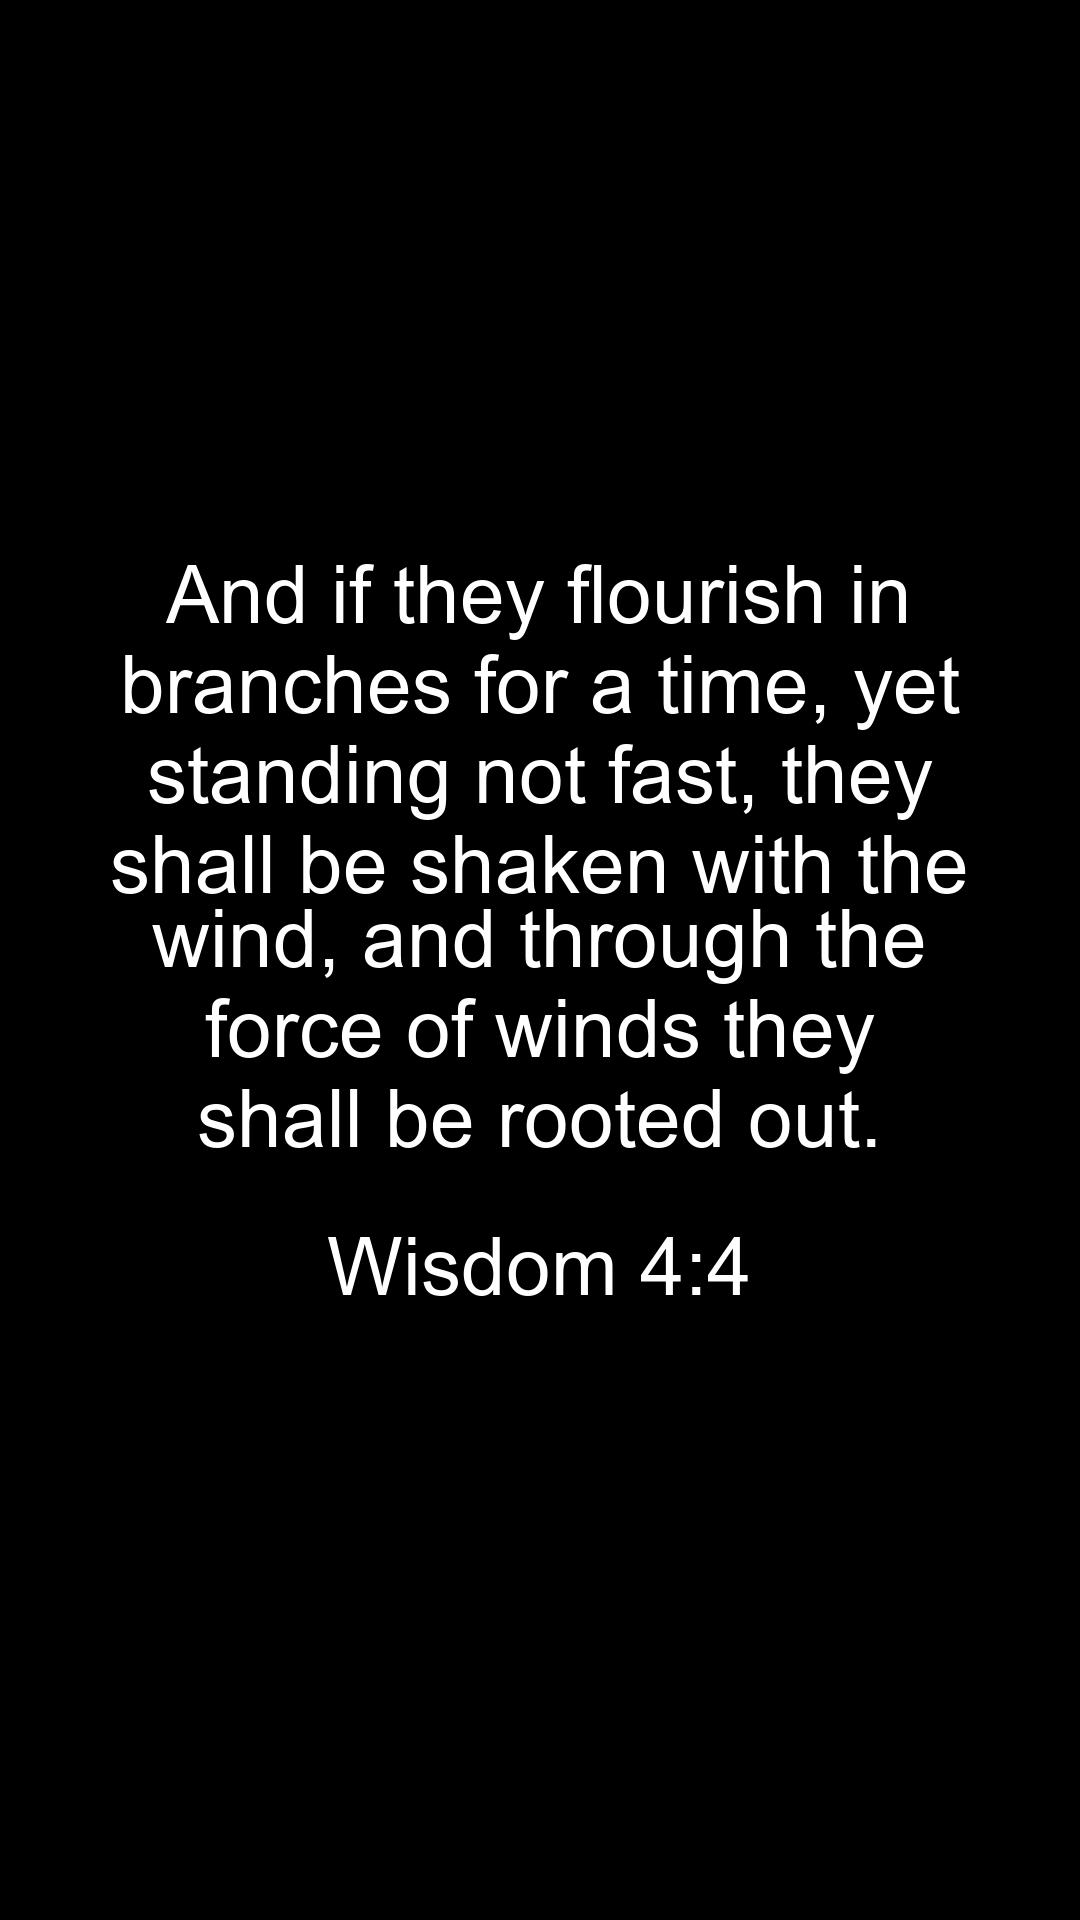 And if they flourish in
branches for a time, yet
standing not fast, they
shall be shaken with the
wind, and through the
force of winds they
shall be rooted out.
Wisdom 4:4